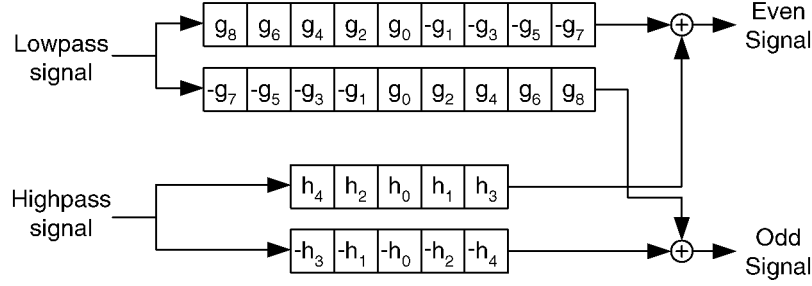 Lowpass
signal
g8 g6 g4 g2 g0 -g1 -g3 -g5 -g7
+
Even
Signal
-g7 -g5 -g3 -g1 g0 g2 g4 g6 g8
Highpass
signal
h4 h2 h0 h1 h3
-h3 -h1 -h0 -h2 -h4
+
Odd
Signal